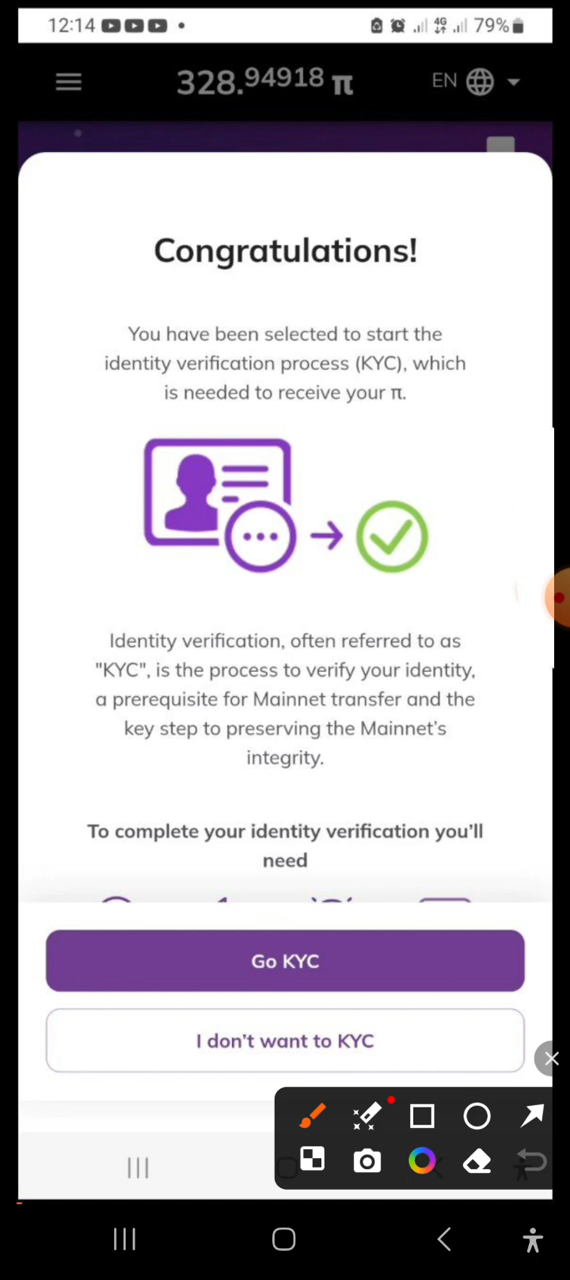 12:14 4G 79%
328.94918 π EN
Congratulations!
You have been selected to start the
identity verification process (KYC), which
is needed to receive your π.
Identity verification, often referred to as
"KYC", is the process to verify your identity,
a prerequisite for Mainnet transfer and the
key step to preserving the Mainnet’s
integrity.
To complete your identity verification you’ll
need
Go KYC
I don’t want to KYC